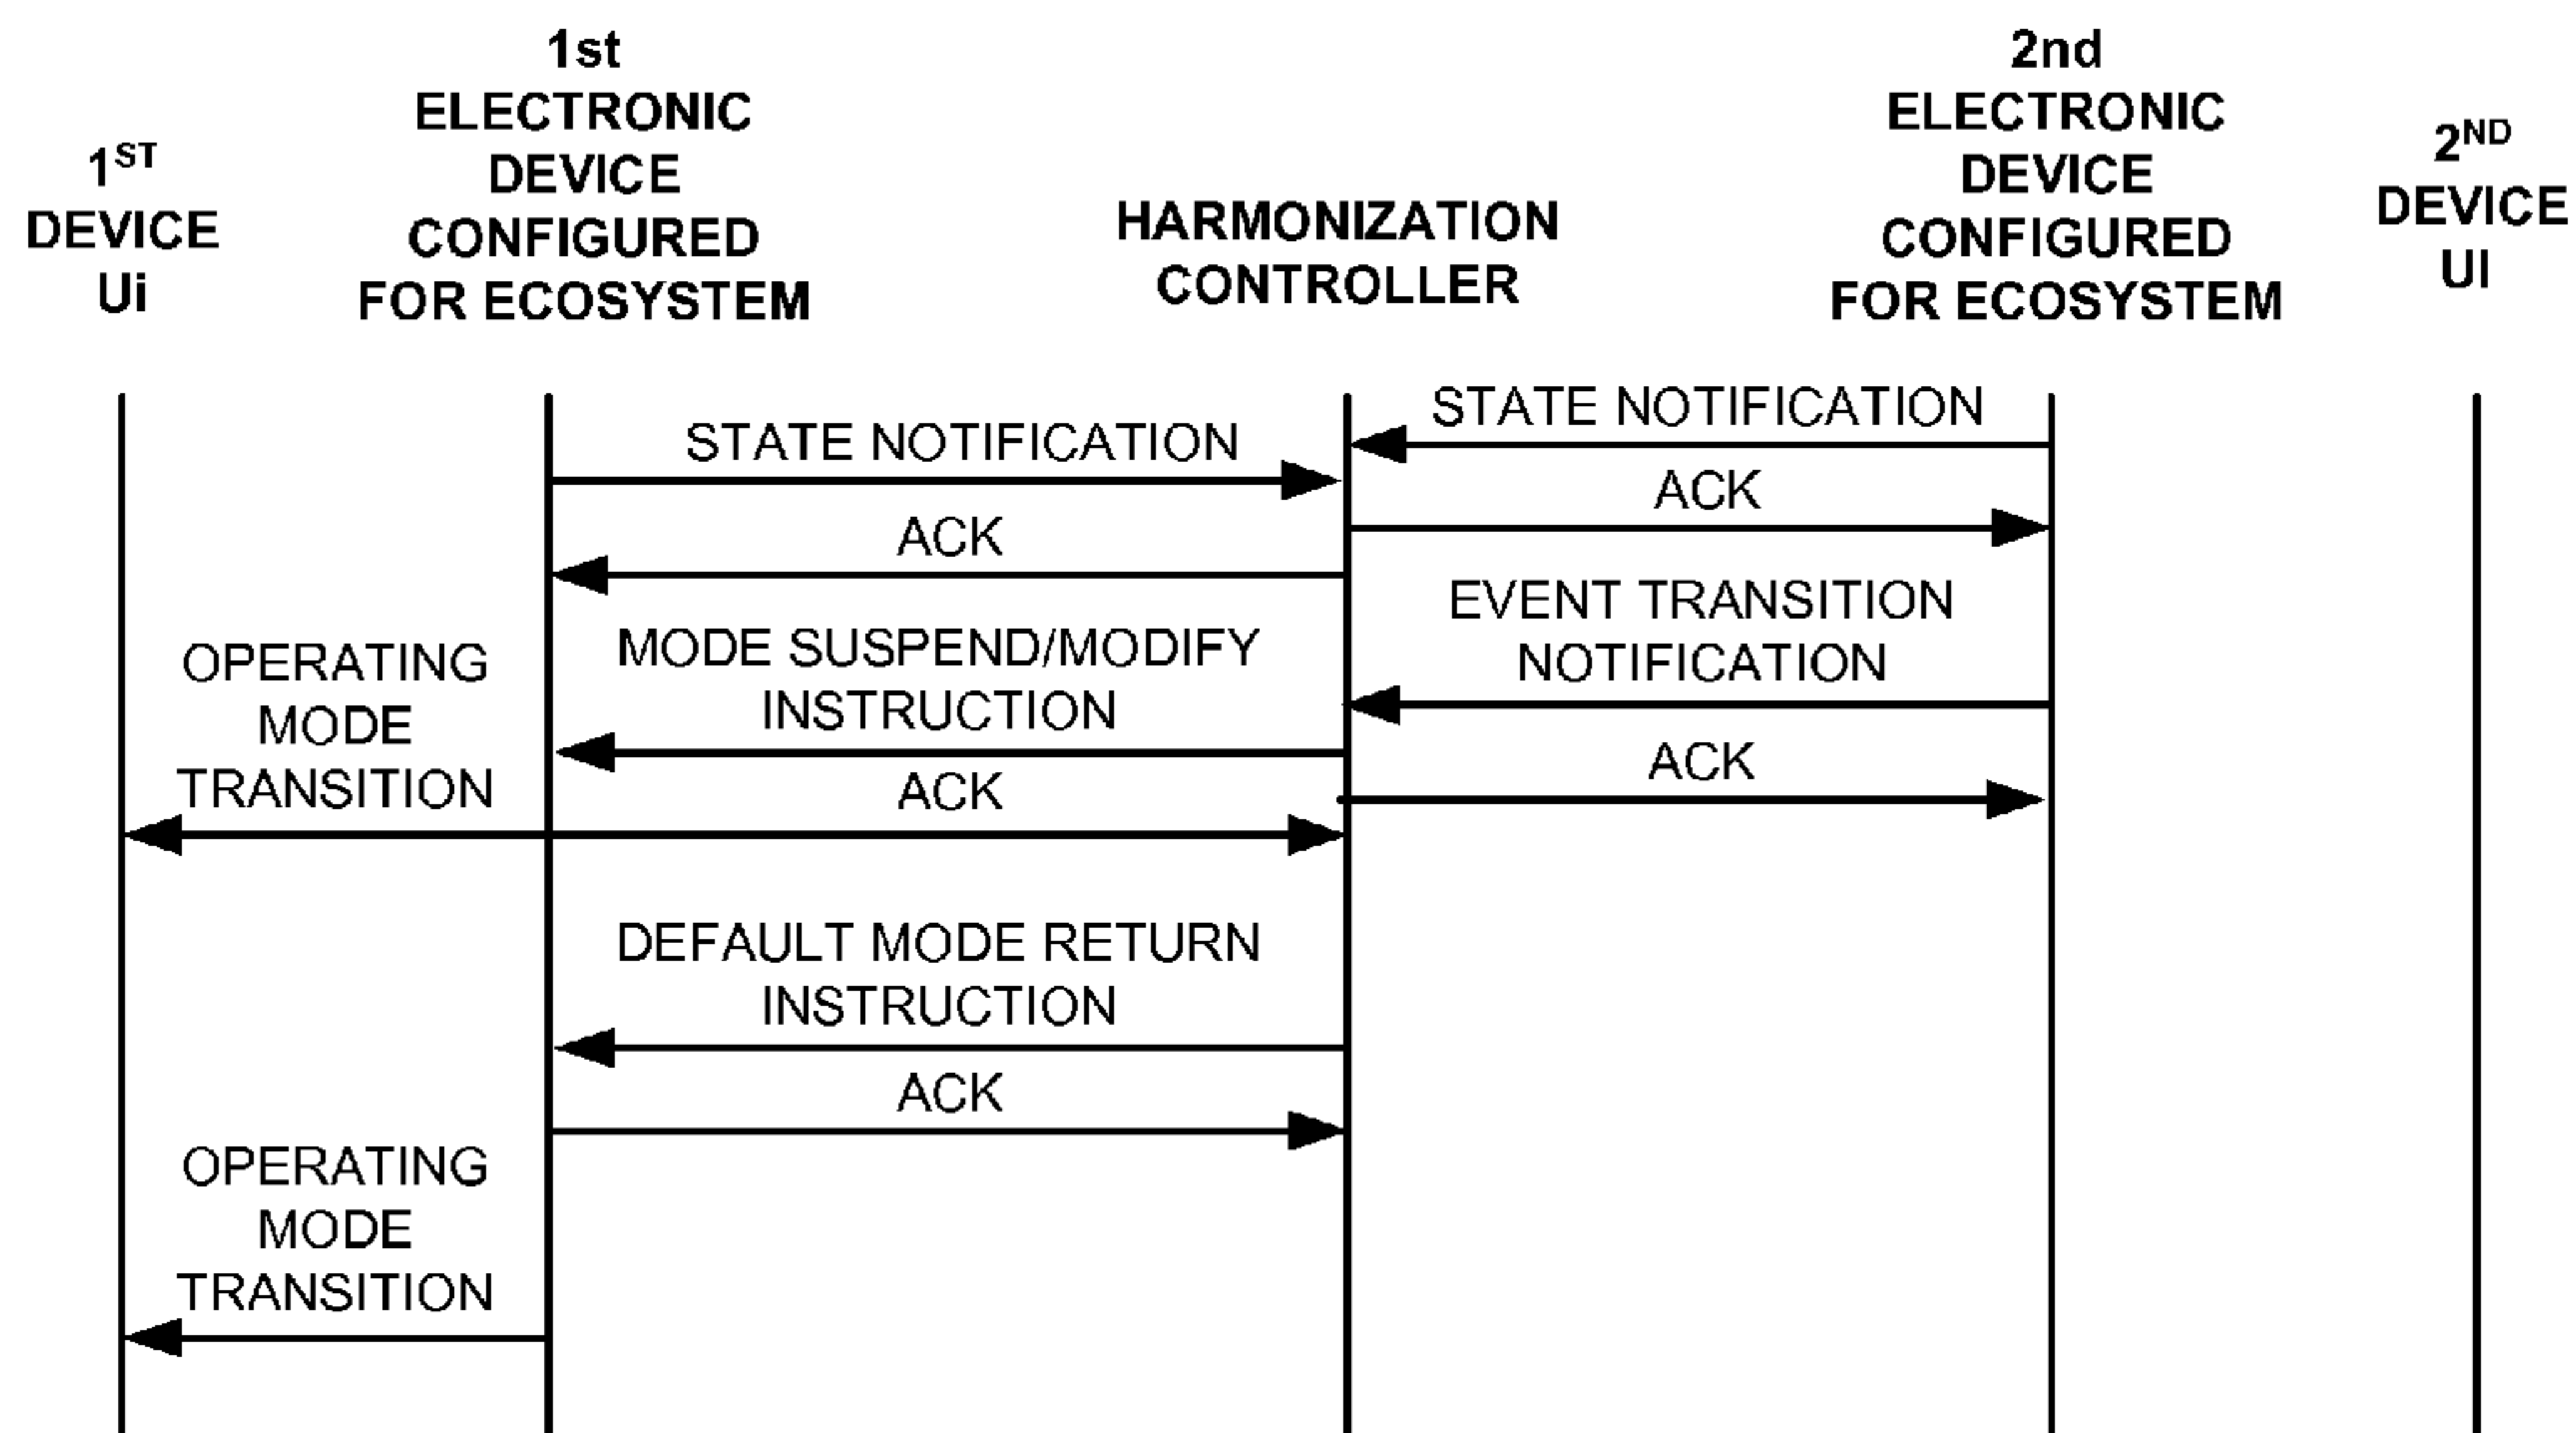 1ST
DEVICE
Ui
1st
ELECTRONIC
DEVICE
CONFIGURED
FOR ECOSYSTEM
HARMONIZATION
CONTROLLER
2nd
ELECTRONIC
DEVICE
CONFIGURED
FOR ECOSYSTEM
2ND
DEVICE
UI
STATE NOTIFICATION
STATE NOTIFICATION
ACK
ACK
EVENT TRANSITION
NOTIFICATION
MODE SUSPEND/MODIFY
INSTRUCTION
OPERATING
MODE
TRANSITION
ACK
ACK
DEFAULT MODE RETURN
INSTRUCTION
ACK
OPERATING
MODE
TRANSITION